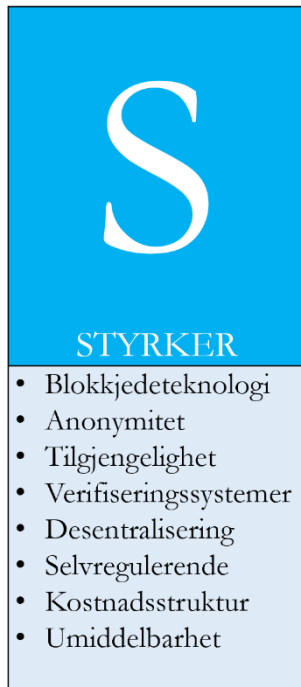 S
STYRKER
• Blokkjedeteknologi
• Anonymitet
• Tilgjengelighet
• Verifiseringssystemer
• Desentralisering
• Selvregulerende
• Kostnadsstruktur
• Umiddelbarhet